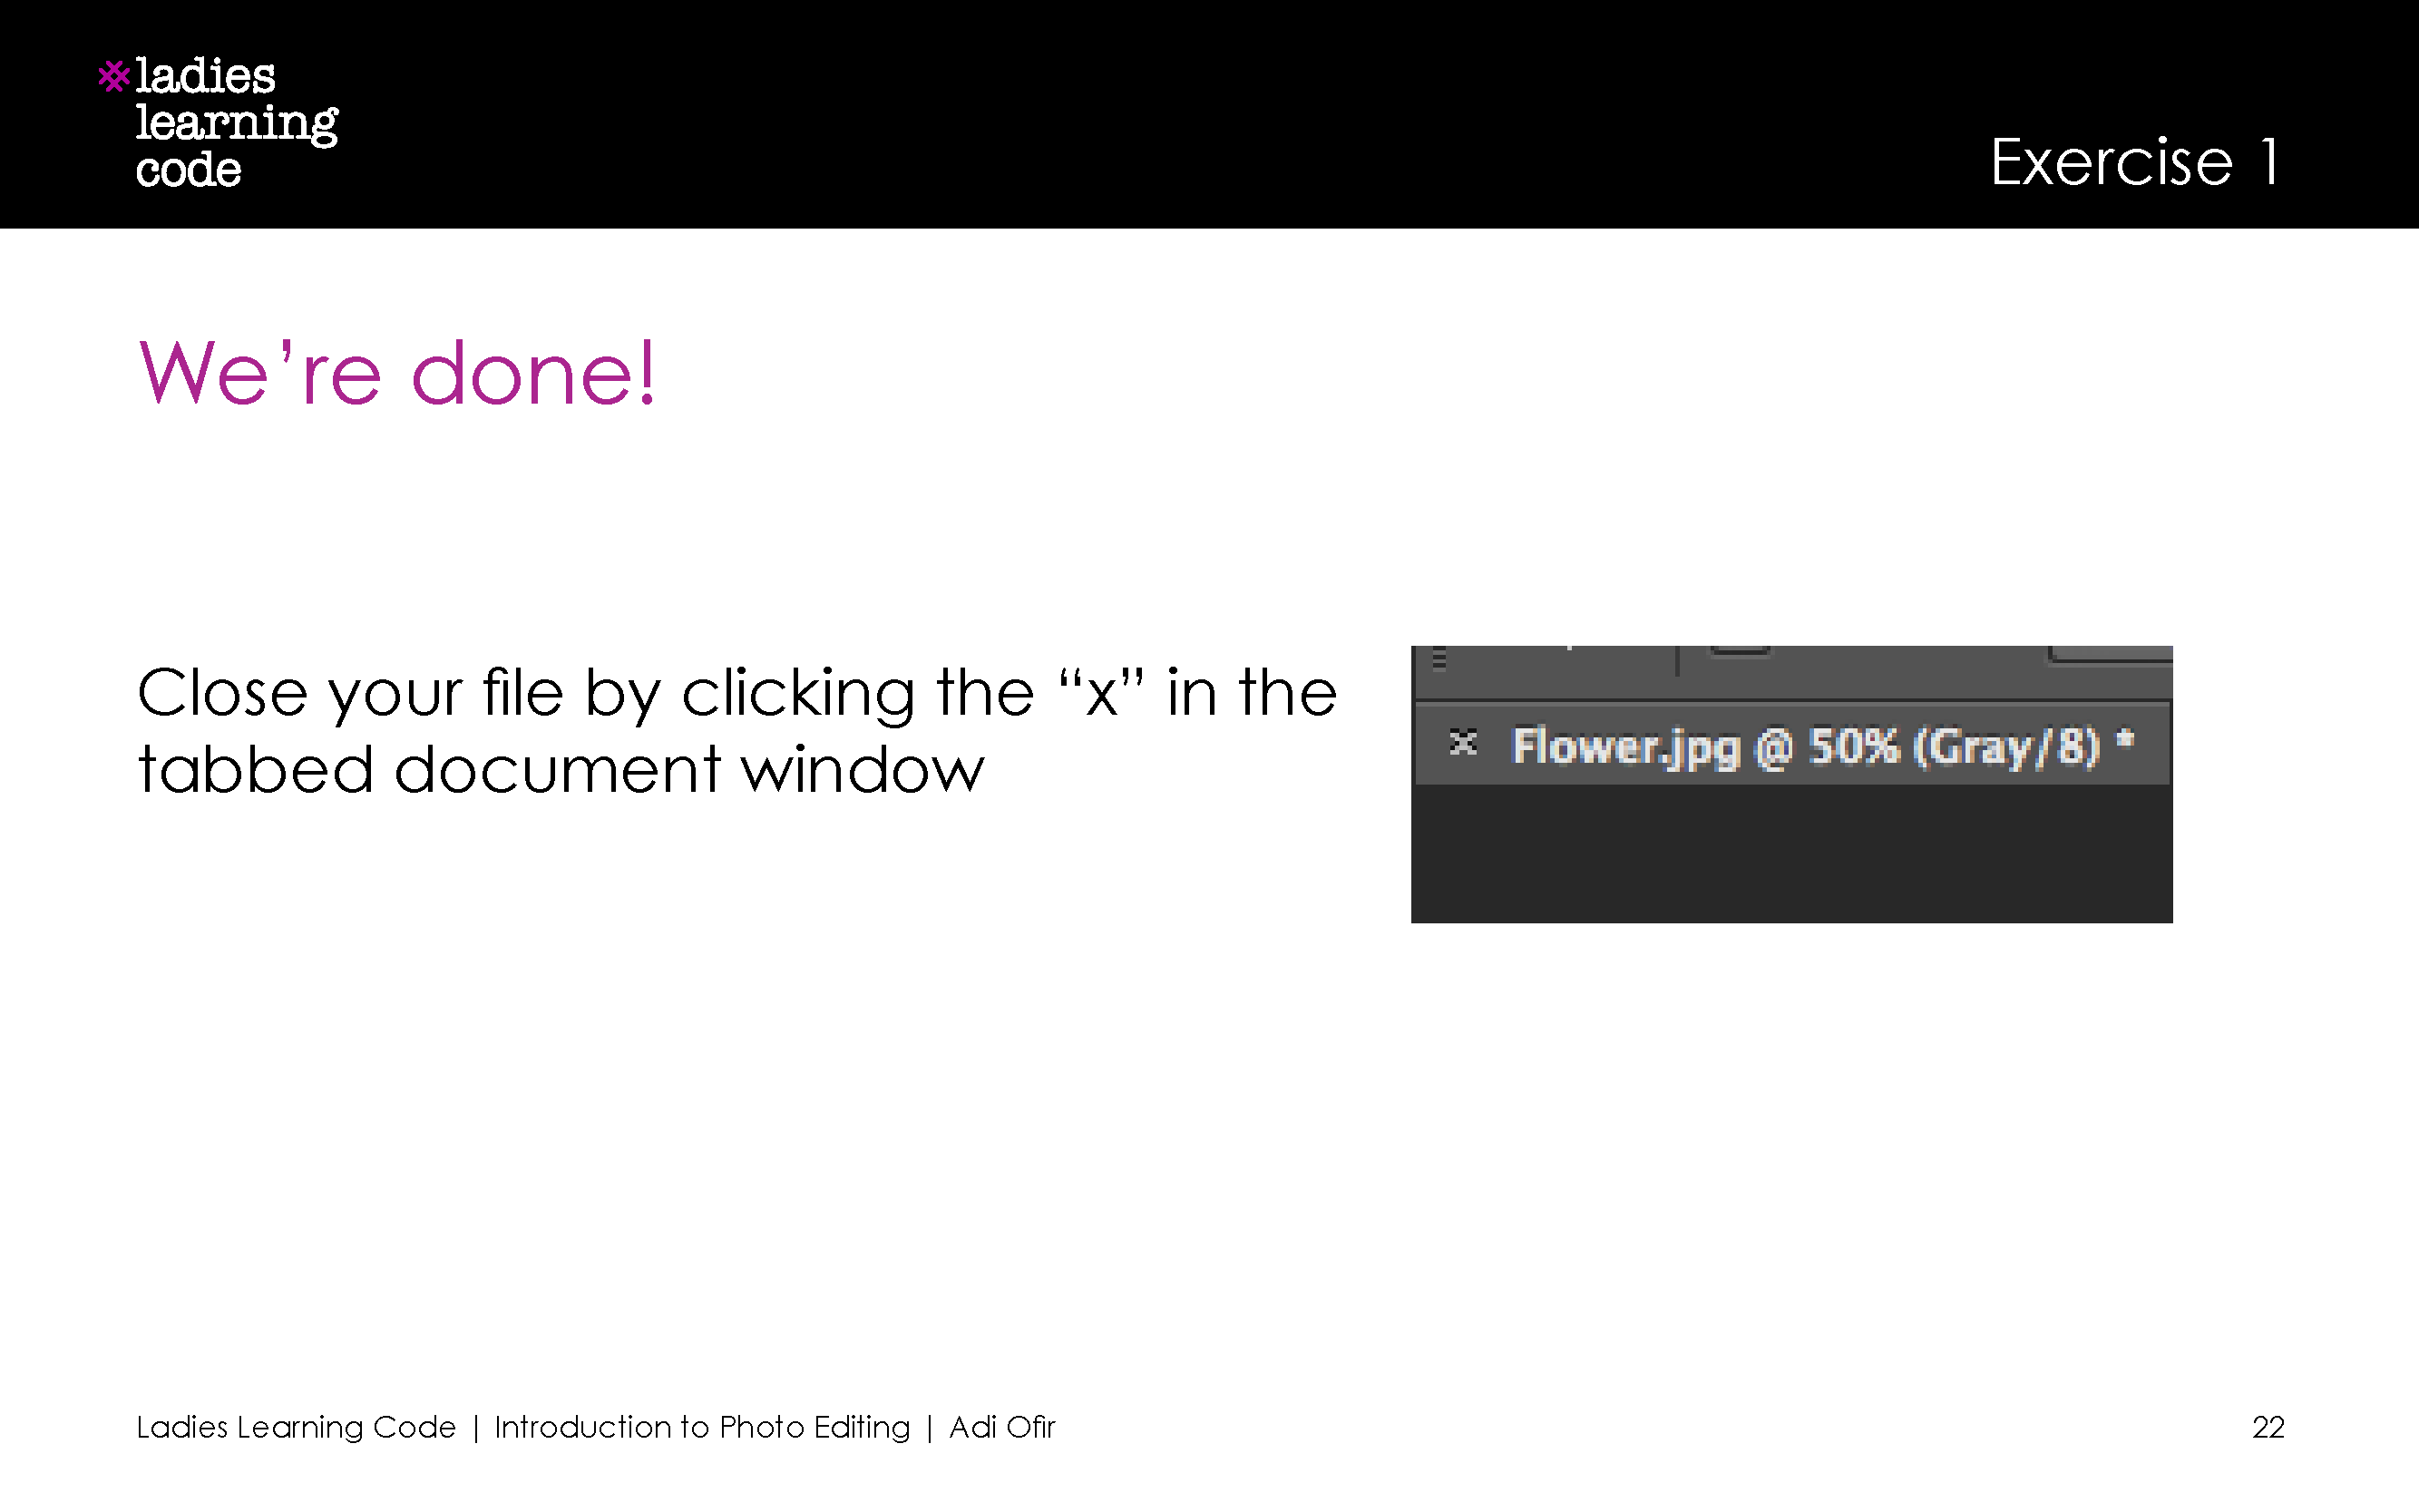 ladies
learning
code
Exercise 1
We’re done!
Close your file by clicking the “x” in the
tabbed document window
× Flower.jpg @ 50% (Gray/8) *
Ladies Learning Code | Introduction to Photo Editing | Adi Ofir
22